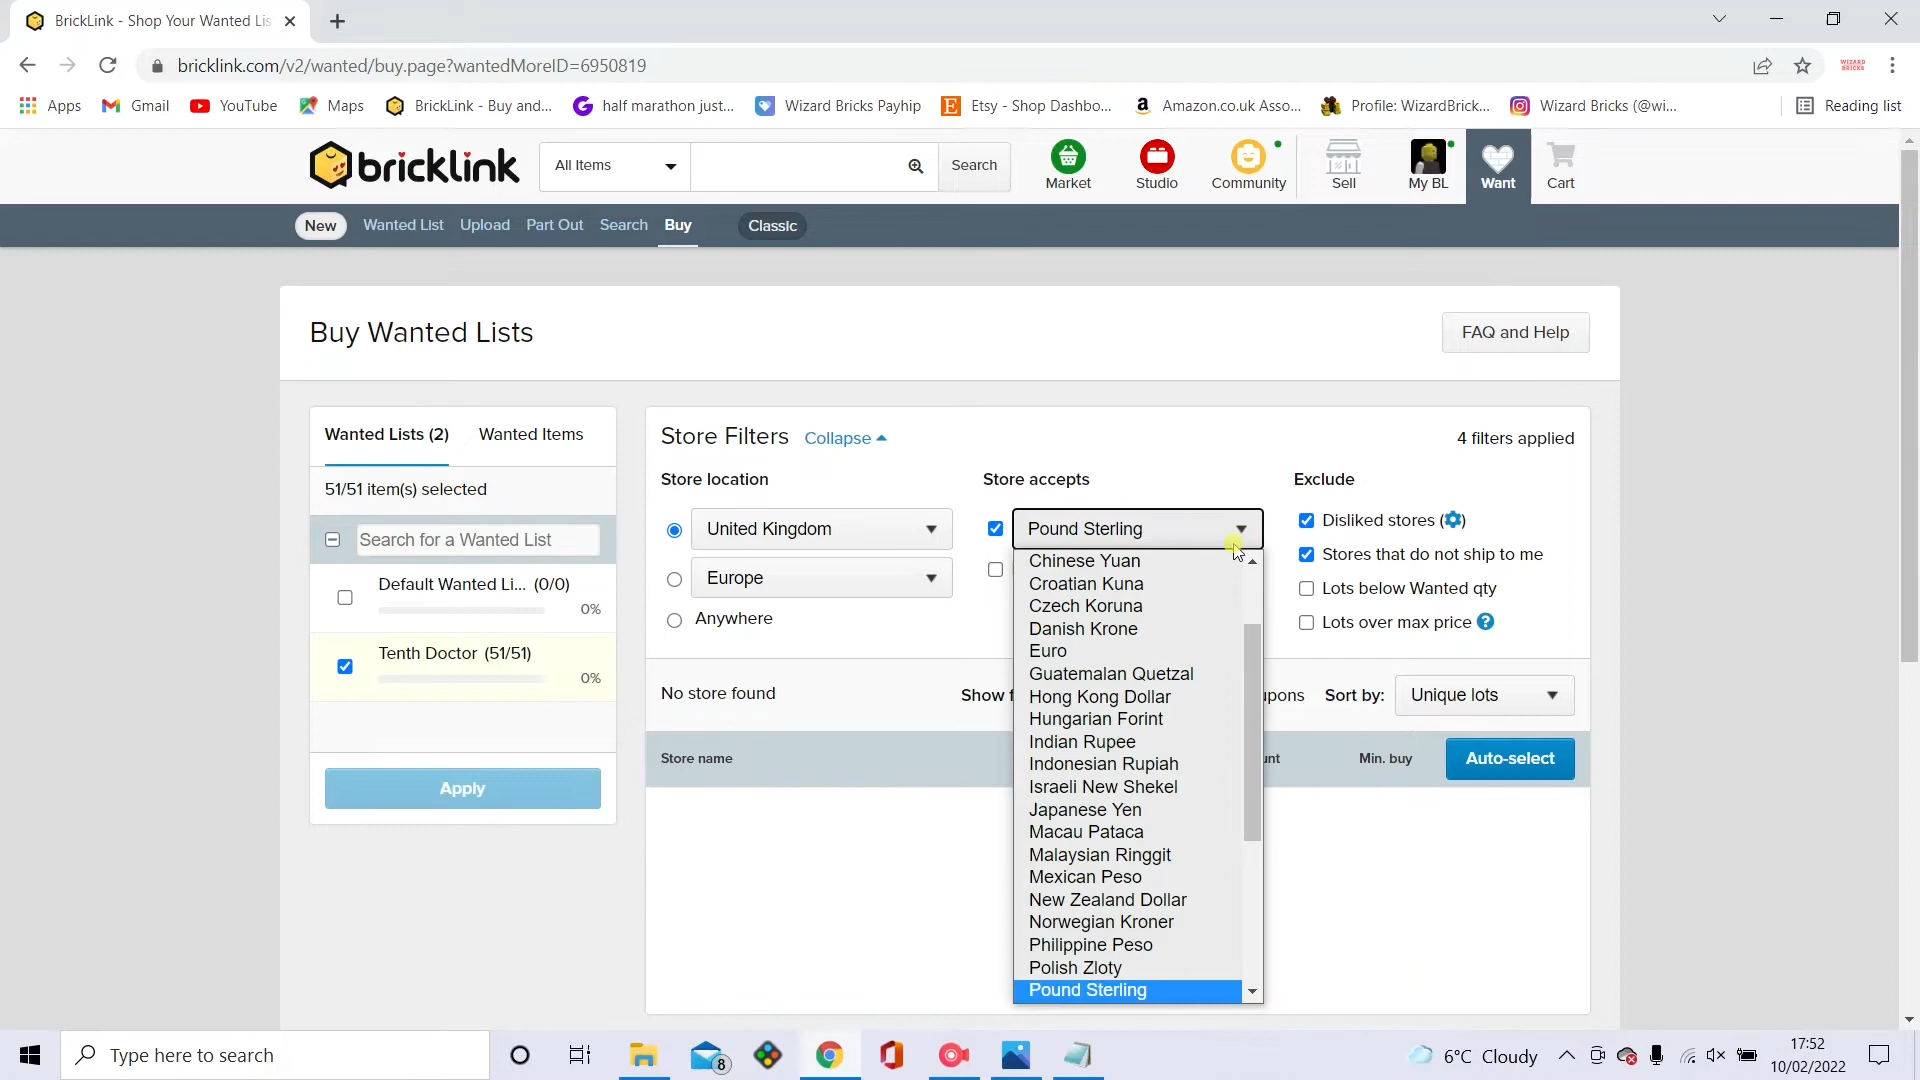 BrickLink - Shop Your Wanted Lis
bricklink.com/v2/wanted/buy.page?wantedMoreID=6950819
WIZARD
BRICKS
Apps Gmail YouTube Maps BrickLink - Buy and... half marathon just... Wizard Bricks Payhip Etsy - Shop Dashbo... Amazon.co.uk Asso... Profile: WizardBrick... Wizard Bricks (@wi... Reading list
bricklink All Items Search Market Studio Community Sell My BL Want Cart
New Wanted List Upload Part Out Search Buy Classic
Buy Wanted Lists FAQ and Help
Wanted Lists (2) Wanted Items
51/51 item(s) selected
Search for a Wanted List
Default Wanted Li... (0/0)
0%
Tenth Doctor (51/51)
0%
Apply
Store Filters Collapse 4 filters applied
Store location Store accepts Exclude
United Kingdom
Europe
Anywhere
Pound Sterling
Chinese Yuan
Croatian Kuna
Czech Koruna
Danish Krone
Euro
Guatemalan Quetzal
Hong Kong Dollar
Hungarian Forint
Indian Rupee
Indonesian Rupiah
Israeli New Shekel
Japanese Yen
Macau Pataca
Malaysian Ringgit
Mexican Peso
New Zealand Dollar
Norwegian Kroner
Philippine Peso
Polish Zloty
Pound Sterling
Disliked stores ( )
Stores that do not ship to me
Lots below Wanted qty
Lots over max price ?
No store found Show f upons Sort by: Unique lots
Store name unt Min. buy Auto-select
Type here to search 8 6°C Cloudy 17:52
10/02/2022